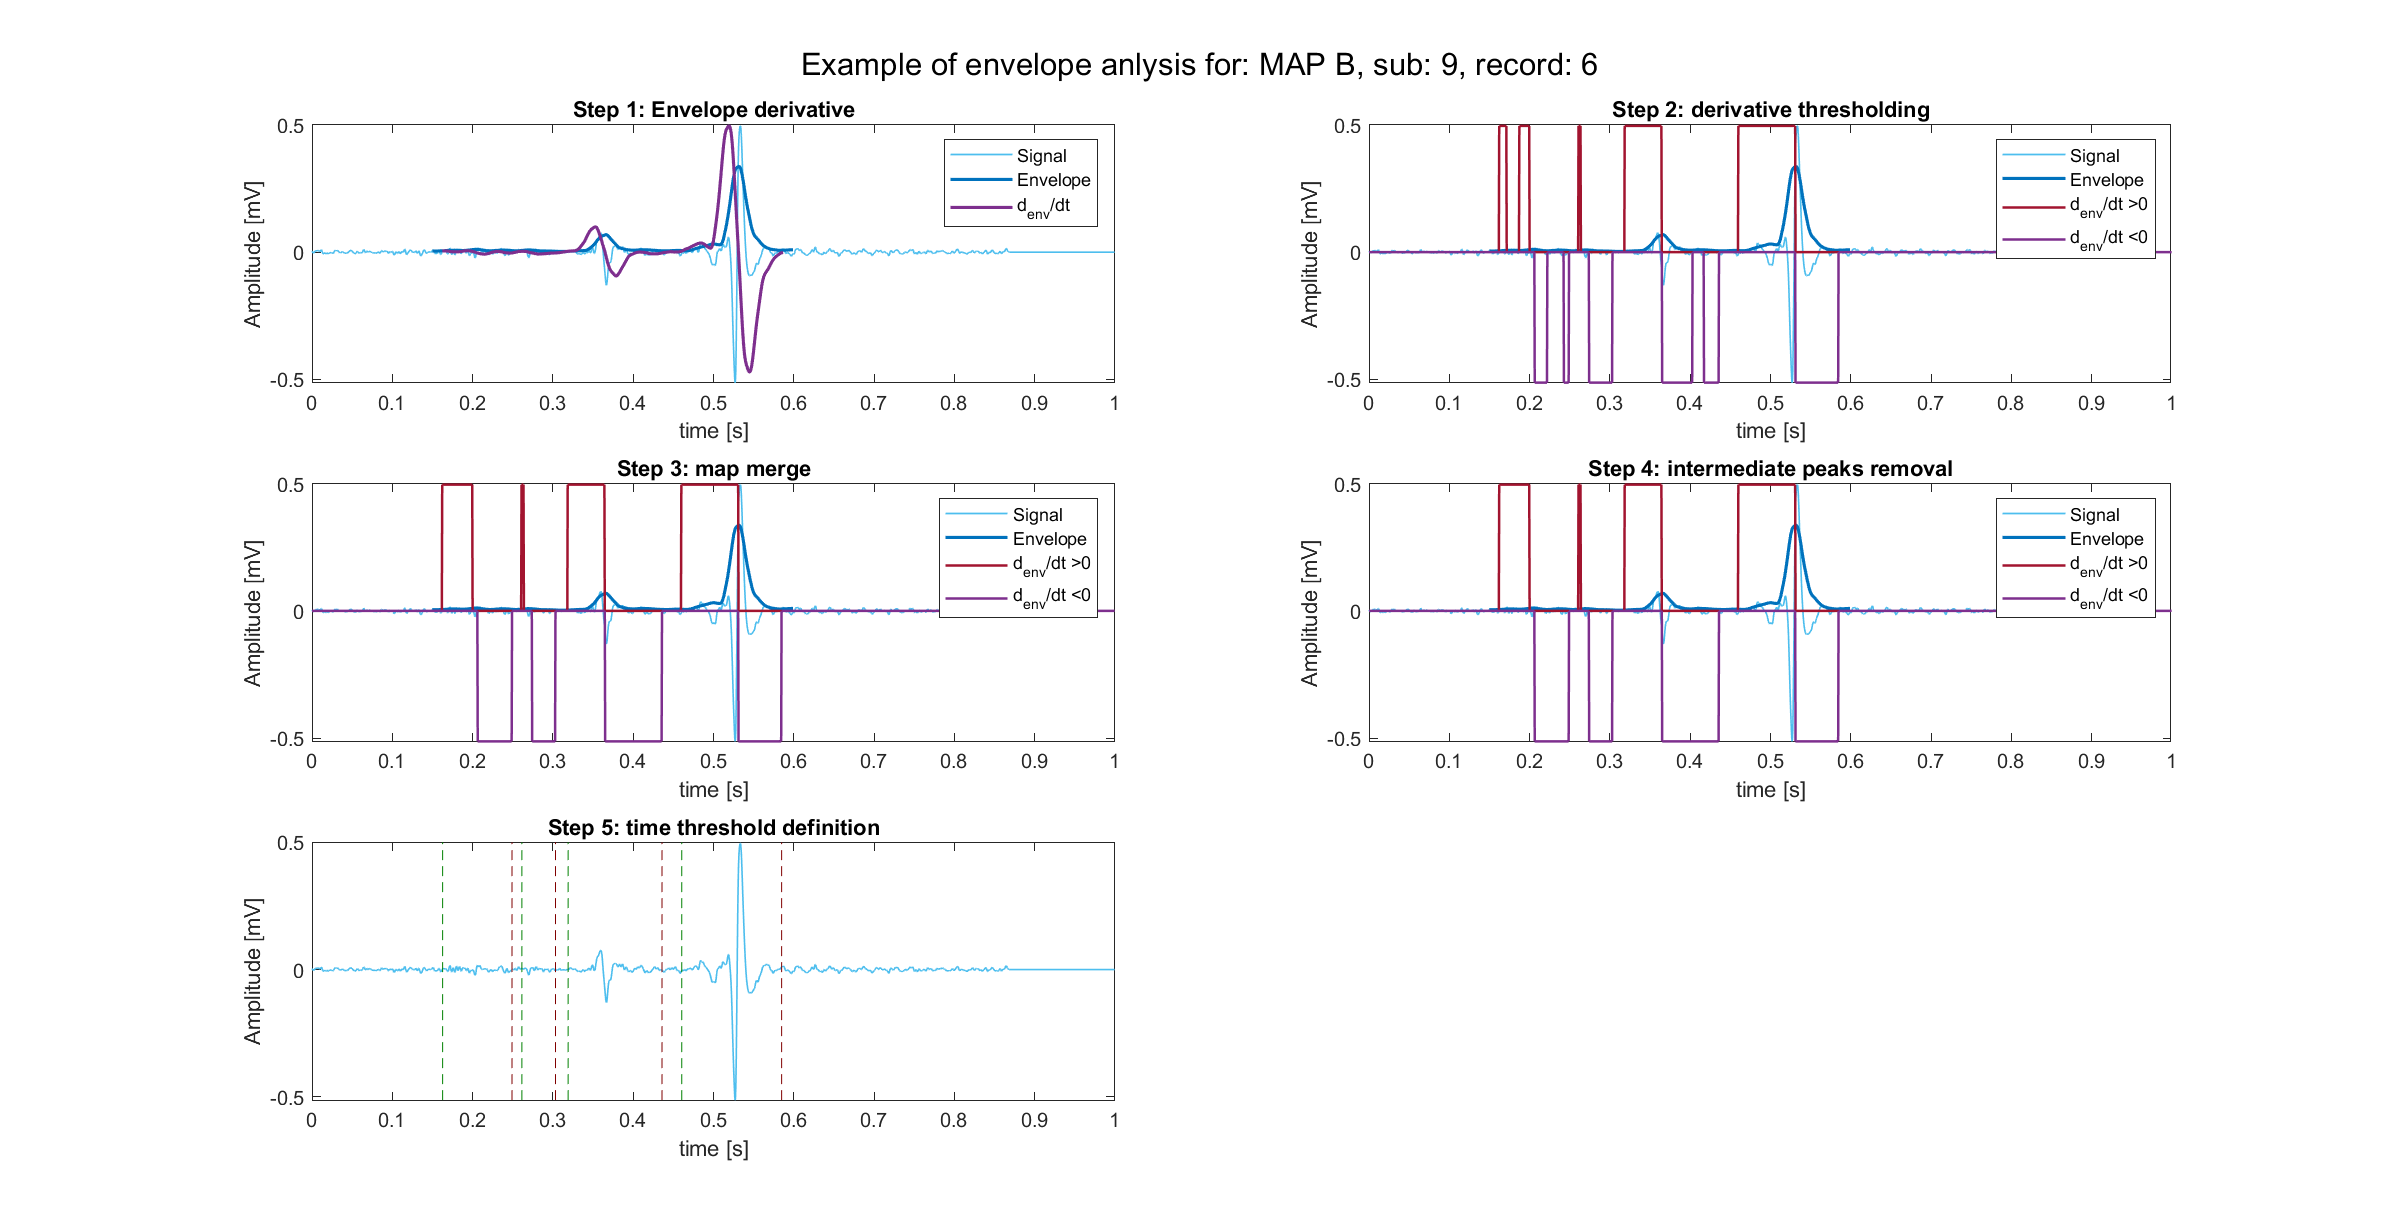 Example of envelope anlysis for: MAP B, sub: 9, record: 6
Step 1: Envelope derivative
Amplitude [mV]
0.5
0
-0.5
0 0.1 0.2 0.3 0.4 0.5 0.6 0.7 0.8 0.9 1
time [s]
Signal
Envelope
d_env/dt
Step 2: derivative thresholding
Amplitude [mV]
0.5
0
-0.5
0 0.1 0.2 0.3 0.4 0.5 0.6 0.7 0.8 0.9 1
time [s]
Signal
Envelope
d_env/dt >0
d_env/dt <0
Step 3: map merge
Amplitude [mV]
0.5
0
-0.5
0 0.1 0.2 0.3 0.4 0.5 0.6 0.7 0.8 0.9 1
time [s]
Signal
Envelope
d_env/dt >0
d_env/dt <0
Step 4: intermediate peaks removal
Amplitude [mV]
0.5
0
-0.5
0 0.1 0.2 0.3 0.4 0.5 0.6 0.7 0.8 0.9 1
time [s]
Signal
Envelope
d_env/dt >0
d_env/dt <0
Step 5: time threshold definition
Amplitude [mV]
0.5
0
-0.5
0 0.1 0.2 0.3 0.4 0.5 0.6 0.7 0.8 0.9 1
time [s]